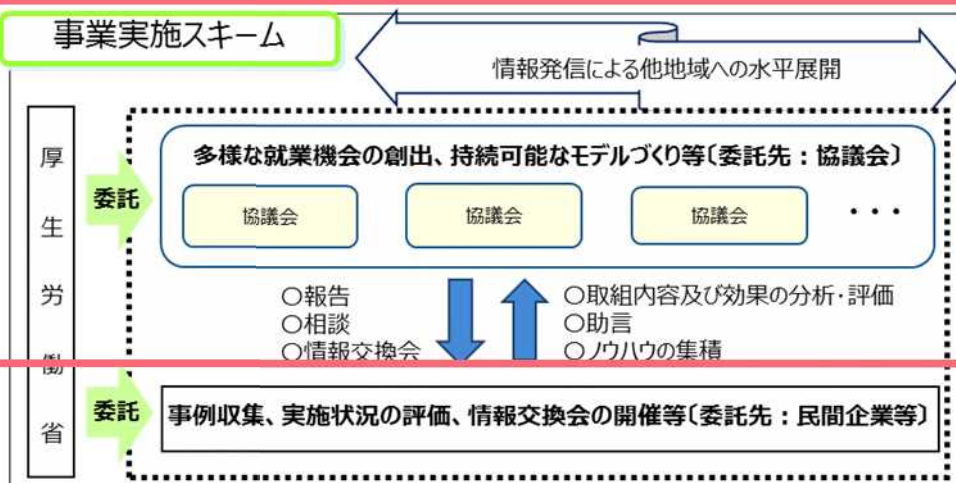 事業実施スキーム
情報発信による他地域への水平展開
厚生労働省
委託
多様な就業機会の創出、持続可能なモデルづくり等〔委託先：協議会〕
協議会
協議会
協議会
・・・
○報告
○相談
○情報交換会
○取組内容及び効果の分析・評価
○助言
○ノウハウの集積
委託
事例収集、実施状況の評価、情報交換会の開催等〔委託先：民間企業等〕